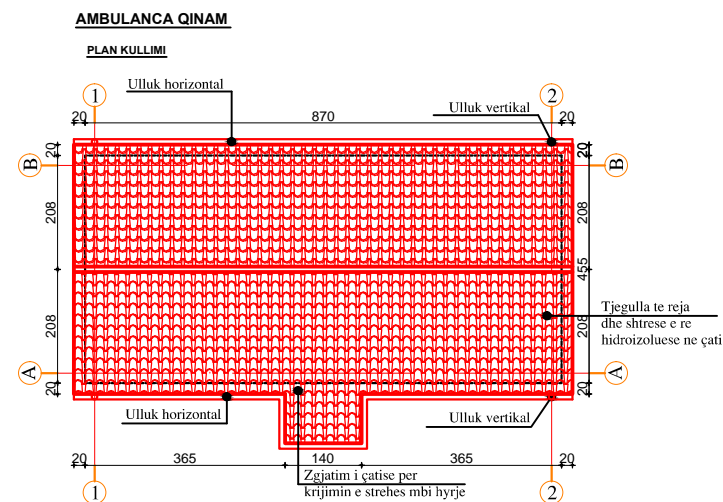 AMBULANCA QINAM
PLAN KULLIMI
Ulluk horizontal
1
2
Ulluk vertikal
20
870
20
20
20
B
B
208
208
455
208
208
Tjegulla te reja
dhe shtrese e re
hidroizoluese ne çati
A
A
20
20
Ulluk horizontal
Ulluk vertikal
20
365
140
365
20
Zgjatim i çatise per
krijimin e strehes mbi hyrje
1
2